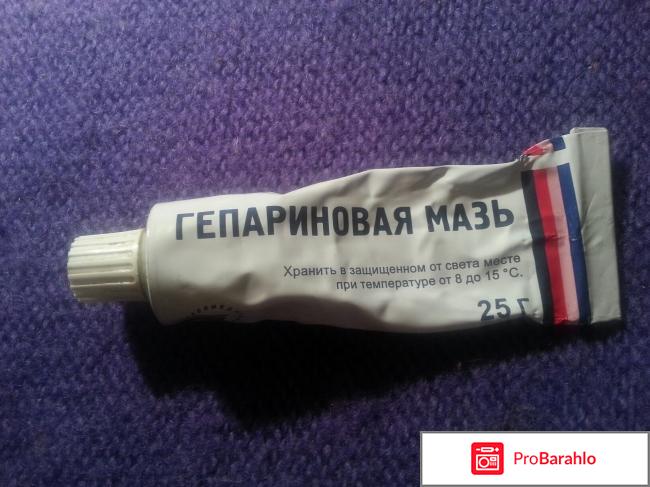 ГЕПАРИНОВАЯ МАЗЬ
Хранить в защищенном от света месте
при температуре от 8 до 15 °C.
25 г
ProBarahlo